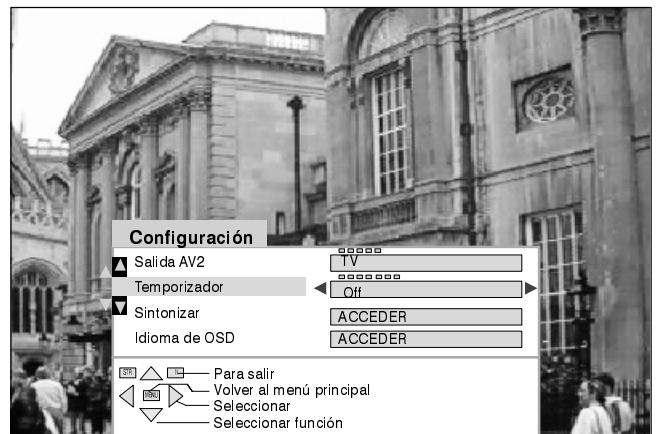 Configuración
Salida AV2 TV
Temporizador Off
Sintonizar ACCEDER
Idioma de OSD ACCEDER
STR
Para salir
MENU
Volver al menú principal
Seleccionar
Seleccionar función